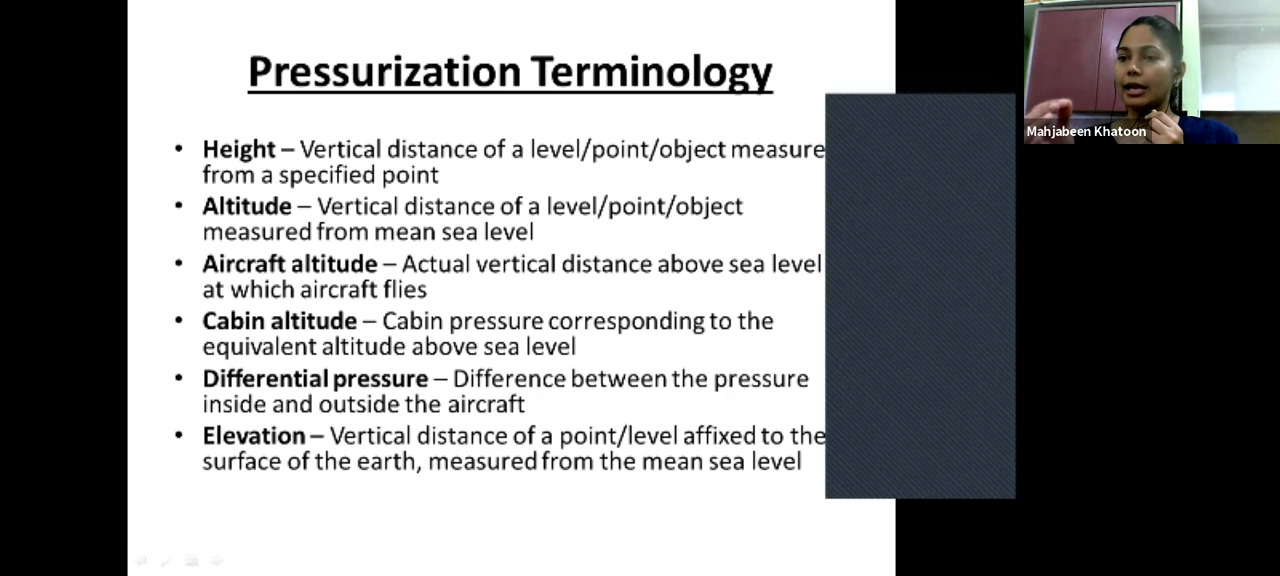 Pressurization Terminology
• Height – Vertical distance of a level/point/object measure
from a specified point
• Altitude – Vertical distance of a level/point/object
measured from mean sea level
• Aircraft altitude – Actual vertical distance above sea level
at which aircraft flies
• Cabin altitude – Cabin pressure corresponding to the
equivalent altitude above sea level
• Differential pressure – Difference between the pressure
inside and outside the aircraft
• Elevation – Vertical distance of a point/level affixed to the
surface of the earth, measured from the mean sea level
Mahjabeen Khatoon